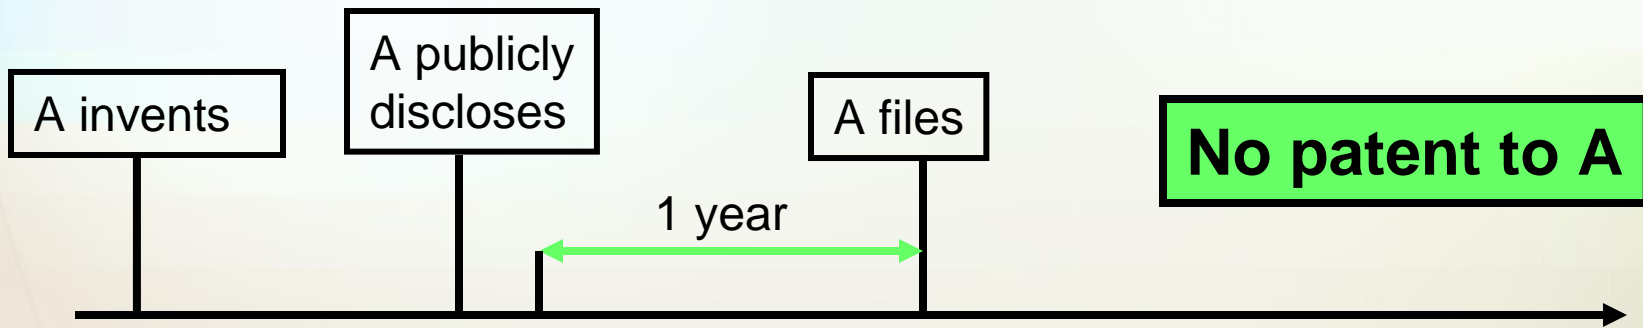 A invents
A publicly
discloses
A files
No patent to A
1 year